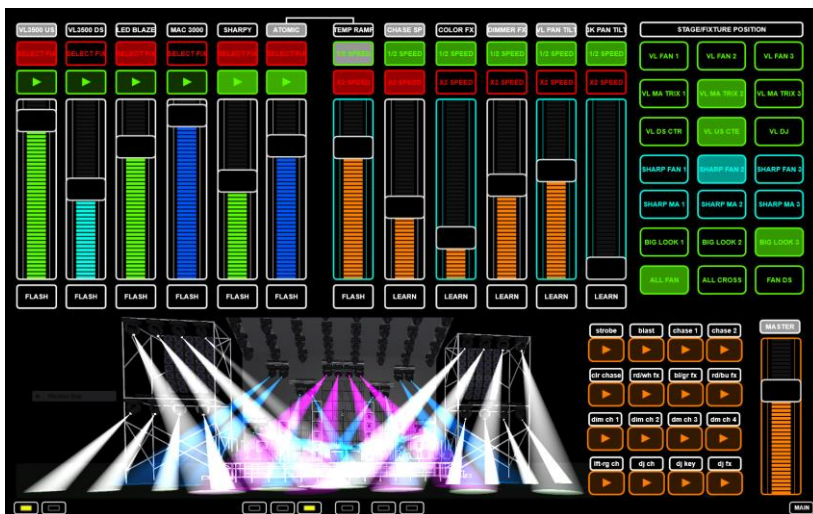 VL3500 US VL3500 DS LED BLAZE MAC 3000 SHARPY ATOMIC TEMP RAMP CHASE SP COLOR FX DIMMER FX VL PAN TILT SK PAN TILT STAGE/FIXTURE POSITION
SELECT FIX SELECT FIX SELECT FIX SELECT FIX SELECT FIX SELECT FIX 1/2 SPEED 1/2 SPEED 1/2 SPEED 1/2 SPEED 1/2 SPEED 1/2 SPEED
X2 SPEED X2 SPEED X2 SPEED X2 SPEED X2 SPEED X2 SPEED
VL FAN 1 VL FAN 2 VL FAN 3
VL MA TRIX 1 VL MA TRIX 2 VL MA TRIX 3
VL DS CTR VL US CTE VL DJ
SHARP FAN 1 SHARP FAN 2 SHARP FAN 3
SHARP MA 1 SHARP MA 2 SHARP MA 3
BIG LOOK 1 BIG LOOK 2 BIG LOOK 3
ALL FAN ALL CROSS FAN DS
FLASH FLASH FLASH FLASH FLASH FLASH FLASH LEARN LEARN LEARN LEARN LEARN
strobe blast chase 1 chase 2 MASTER
clr chase rd/wh fx bl/gr fx rd/bu fx
dim ch 1 dim ch 2 dm ch 3 dm ch 4
lft-rg ch dj ch dj key dj fx
MAIN